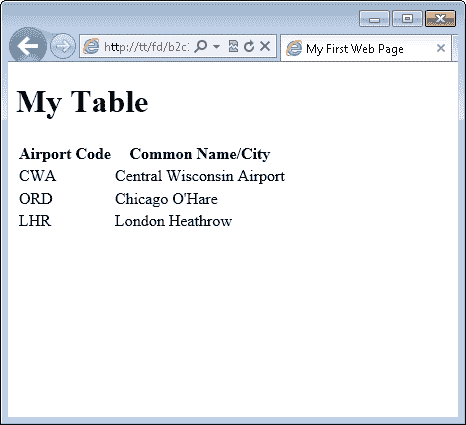 http://tt/fd/b2c
My First Web Page
My Table
Airport Code Common Name/City
CWA Central Wisconsin Airport
ORD Chicago O'Hare
LHR London Heathrow